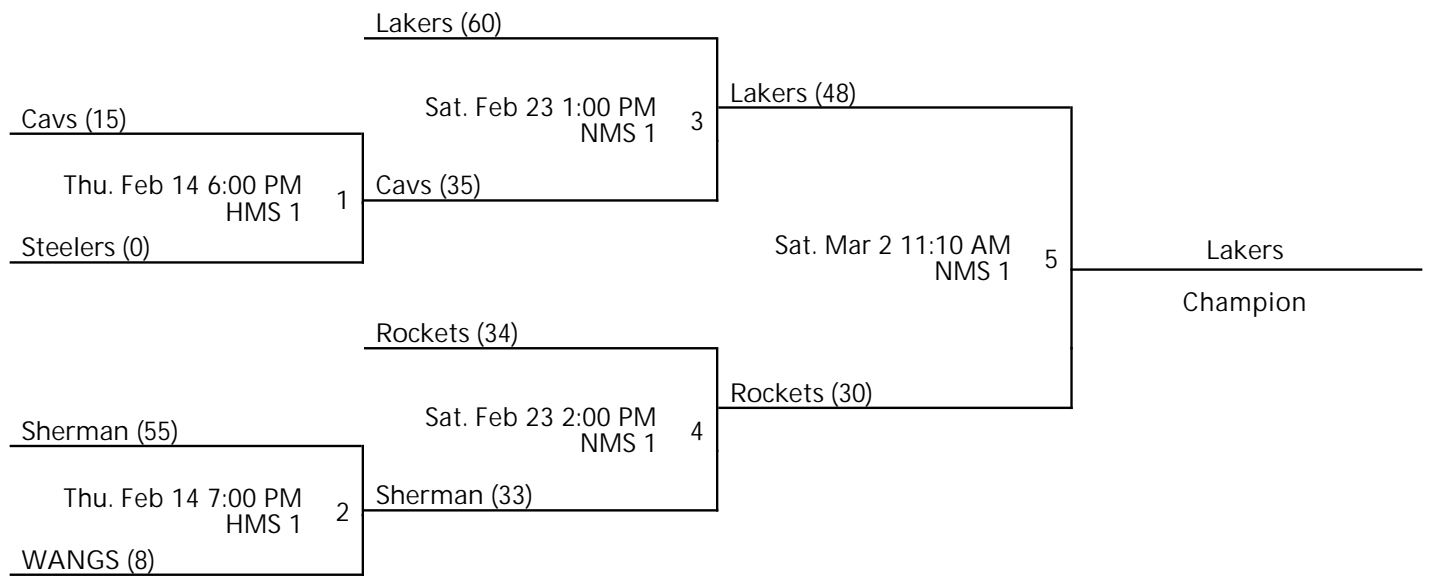 Lakers (60)
Cavs (15)
Sat. Feb 23 1:00 PM
NMS 1
3
Lakers (48)
Thu. Feb 14 6:00 PM
HMS 1
1
Cavs (35)
Steelers (0)
Sat. Mar 2 11:10 AM
NMS 1
5
Lakers
Champion
Rockets (34)
Rockets (30)
Sat. Feb 23 2:00 PM
NMS 1
4
Sherman (55)
Thu. Feb 14 7:00 PM
HMS 1
2
Sherman (33)
WANGS (8)